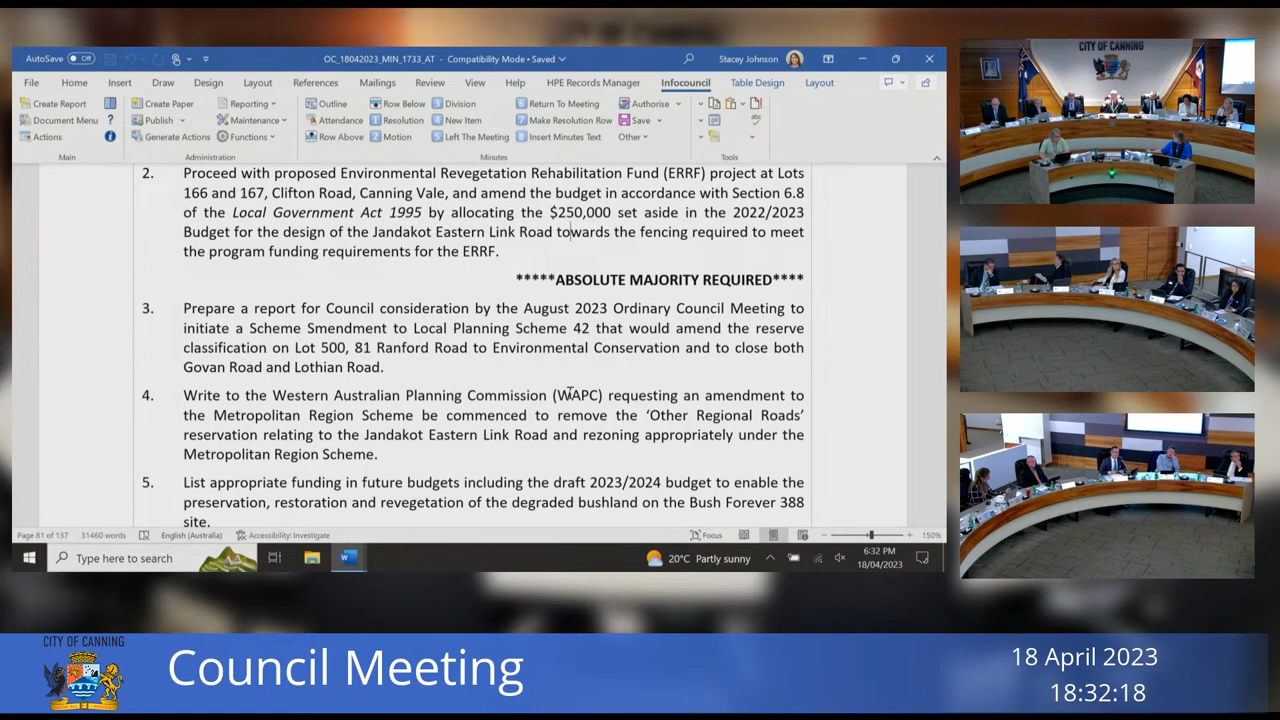 AutoSave Off
OC_18042023_MIN_1733_AT - Compatibility Mode • Saved
Stacey Johnson
File Home Insert Draw Design Layout References Mailings Review View Help HPE Records Manager Infocouncil Table Design Layout
Create Report Create Paper Reporting Outline Row Below 3 Division 6 Return To Meeting Authorise
Document Menu ? Publish Maintenance Attendance 1 Resolution 4 New Item 7 Make Resolution Row Save
Actions Generate Actions Functions Row Above 2 Motion 5 Left The Meeting 8 Insert Minutes Text Other
Main Administration Minutes Tools
2. Proceed with proposed Environmental Revegetation Rehabilitation Fund (ERRF) project at Lots
166 and 167, Clifton Road, Canning Vale, and amend the budget in accordance with Section 6.8
of the Local Government Act 1995 by allocating the $250,000 set aside in the 2022/2023
Budget for the design of the Jandakot Eastern Link Road towards the fencing required to meet
the program funding requirements for the ERRF.
*****ABSOLUTE MAJORITY REQUIRED****
3. Prepare a report for Council consideration by the August 2023 Ordinary Council Meeting to
initiate a Scheme Smendment to Local Planning Scheme 42 that would amend the reserve
classification on Lot 500, 81 Ranford Road to Environmental Conservation and to close both
Govan Road and Lothian Road.
4. Write to the Western Australian Planning Commission (WAPC) requesting an amendment to
the Metropolitan Region Scheme be commenced to remove the ‘Other Regional Roads’
reservation relating to the Jandakot Eastern Link Road and rezoning appropriately under the
Metropolitan Region Scheme.
5. List appropriate funding in future budgets including the draft 2023/2024 budget to enable the
preservation, restoration and revegetation of the degraded bushland on the Bush Forever 388
site.
Page 81 of 137 31460 words English (Australia) Accessibility: Investigate Focus 150%
Type here to search 20°C Partly sunny 6:32 PM
18/04/2023
CITY OF CANNING
CITY OF CANNING
Council Meeting
18 April 2023
18:32:18